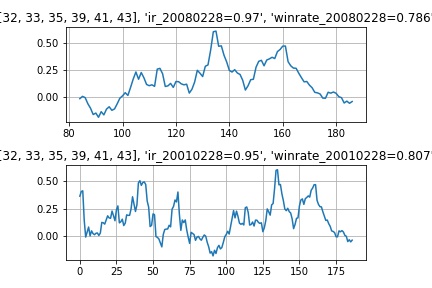 [32, 33, 35, 39, 41, 43], 'ir_20080228=0.97', 'winrate_20080228=0.786'
0.50
0.25
0.00
80 100 120 140 160 180
[32, 33, 35, 39, 41, 43], 'ir_20010228=0.95', 'winrate_20010228=0.807'
0.50
0.25
0.00
0 25 50 75 100 125 150 175